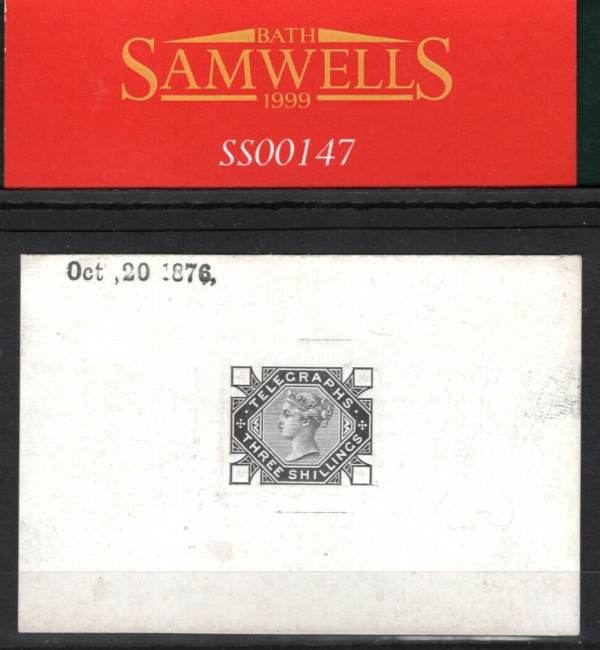 BATH
SAMWELLS
1999
SS00147
Oct ,20 1876,
TELEGRAPHS
THREE SHILLINGS